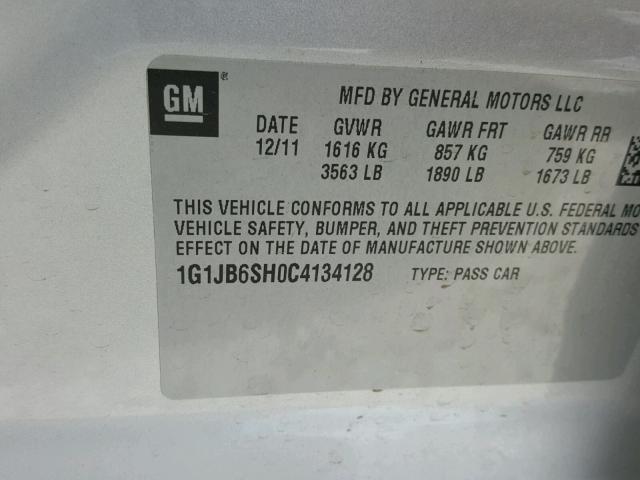 GM ®
MFD BY GENERAL MOTORS LLC
DATE GVWR GAWR FRT GAWR RR
12/11 1616 KG 857 KG 759 KG
3563 LB 1890 LB 1673 LB
THIS VEHICLE CONFORMS TO ALL APPLICABLE U.S. FEDERAL MO
VEHICLE SAFETY, BUMPER, AND THEFT PREVENTION STANDARDS
EFFECT ON THE DATE OF MANUFACTURE SHOWN ABOVE.
1G1JB6SH0C4134128 TYPE: PASS CAR